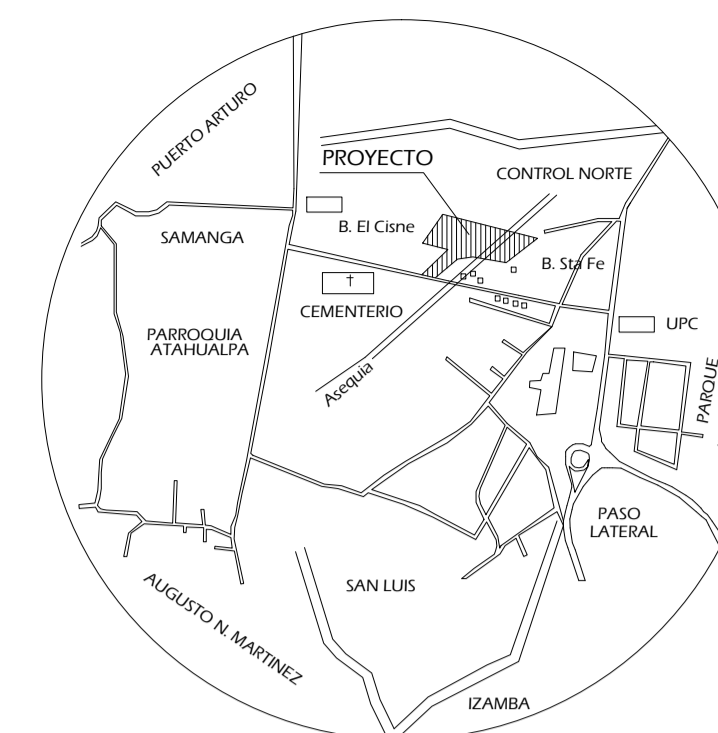 PUERTO ARTURO
PROYECTO
CONTROL NORTE
SAMANGA
B. El Cisne
B. Sta Fe
CEMENTERIO
UPC
PARROQUIA
ATAHUALPA
Asequia
PARQUE
PASO
LATERAL
SAN LUIS
AUGUSTO N. MARTINEZ
IZAMBA